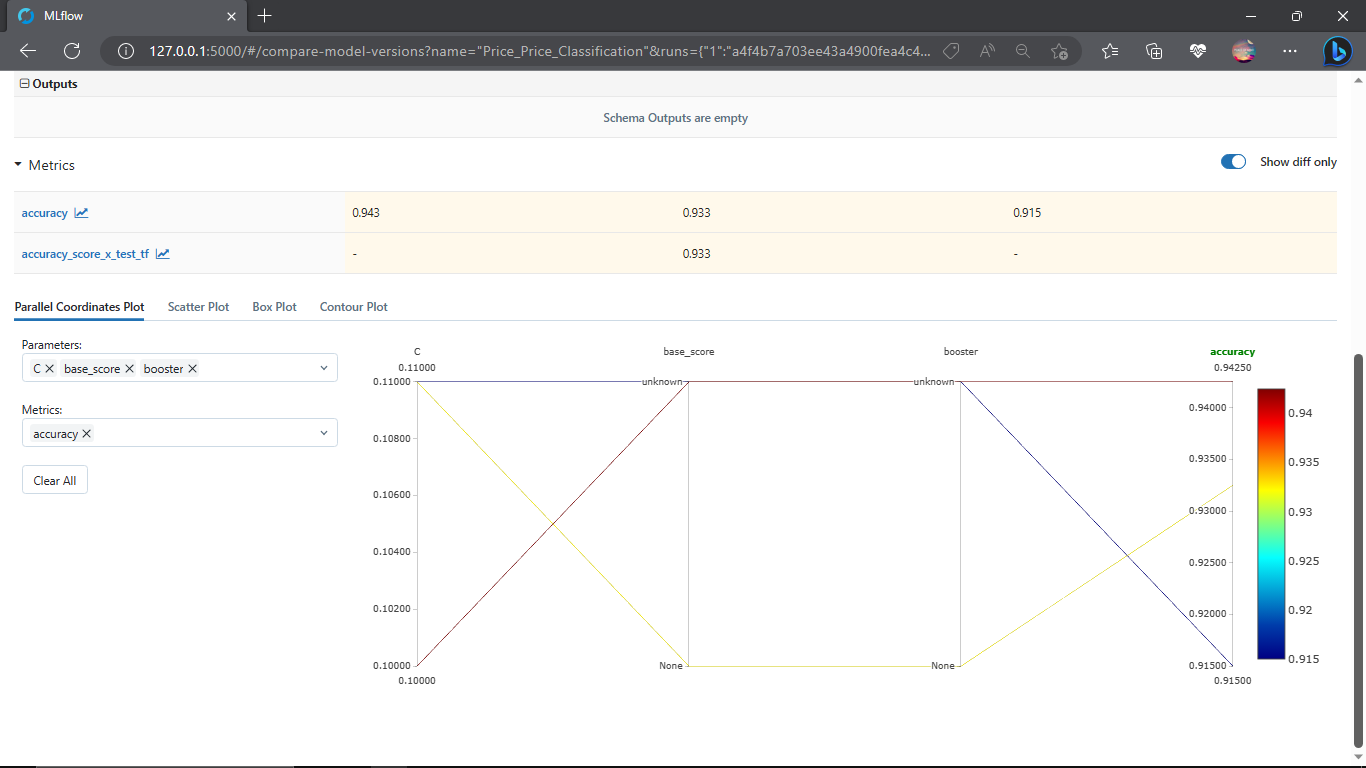 MLflow
127.0.0.1:5000/#/compare-model-versions?name="Price_Price_Classification"&runs={"1":"a4f4b7a703ee43a4900fea4c4...
Outputs
Schema Outputs are empty
Metrics
Show diff only
accuracy 0.943 0.933 0.915
accuracy_score_x_test_tf - 0.933 -
Parallel Coordinates Plot Scatter Plot Box Plot Contour Plot
Parameters:
C base_score booster
Metrics:
accuracy
Clear All
C base_score booster accuracy
0.11000 0.94250
0.11000 unknown unknown
0.94000 0.94
0.10800
0.93500 0.935
0.10600
0.93000 0.93
0.10400
0.92500 0.925
0.10200
0.92000 0.92
0.10000 None None 0.91500 0.915
0.10000 0.91500